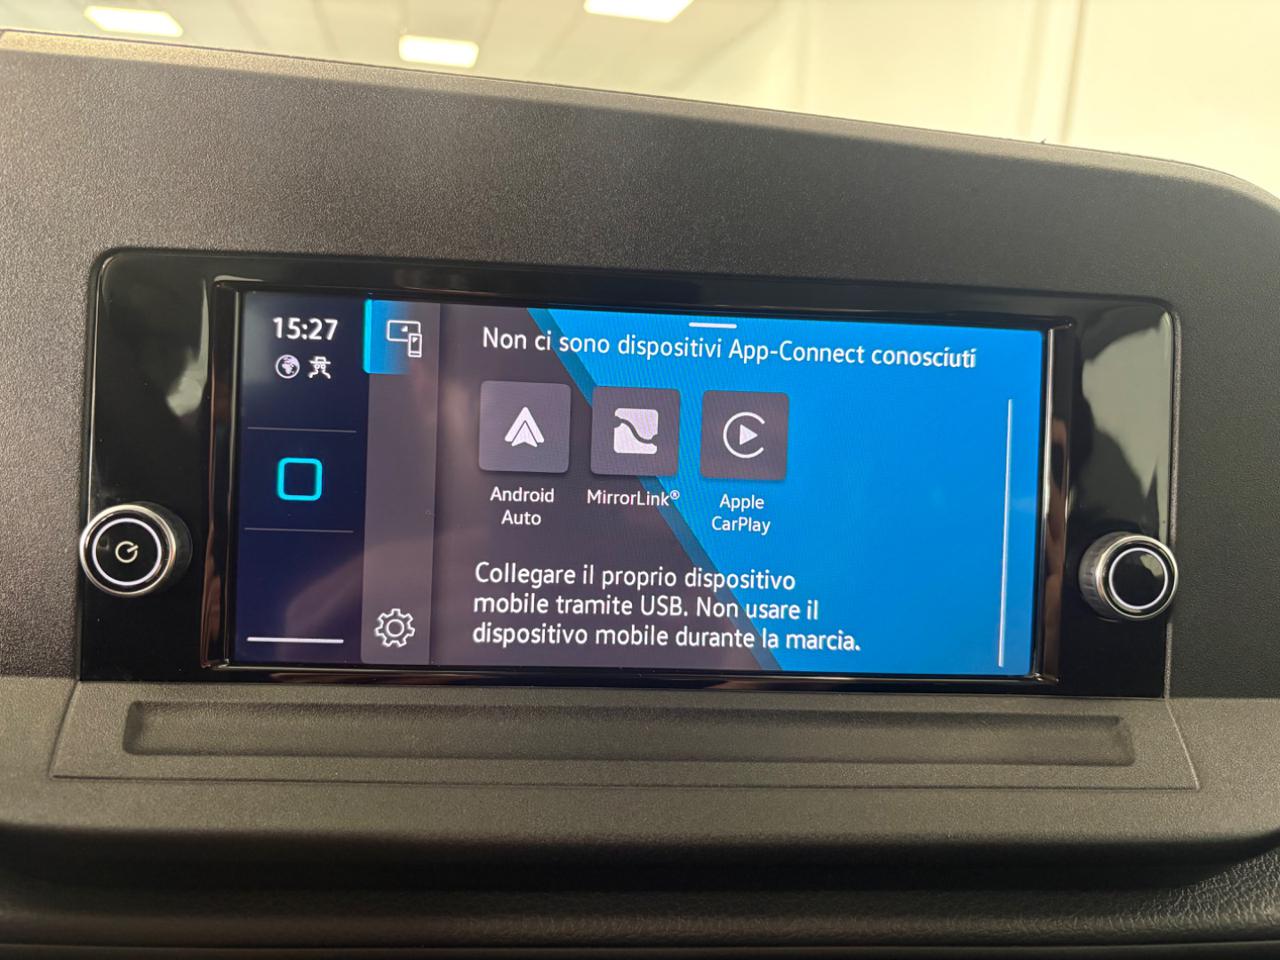 15:27
Non ci sono dispositivi App-Connect conosciuti
Android
Auto
MirrorLink®
Apple
CarPlay
Collegare il proprio dispositivo
mobile tramite USB. Non usare il
dispositivo mobile durante la marcia.